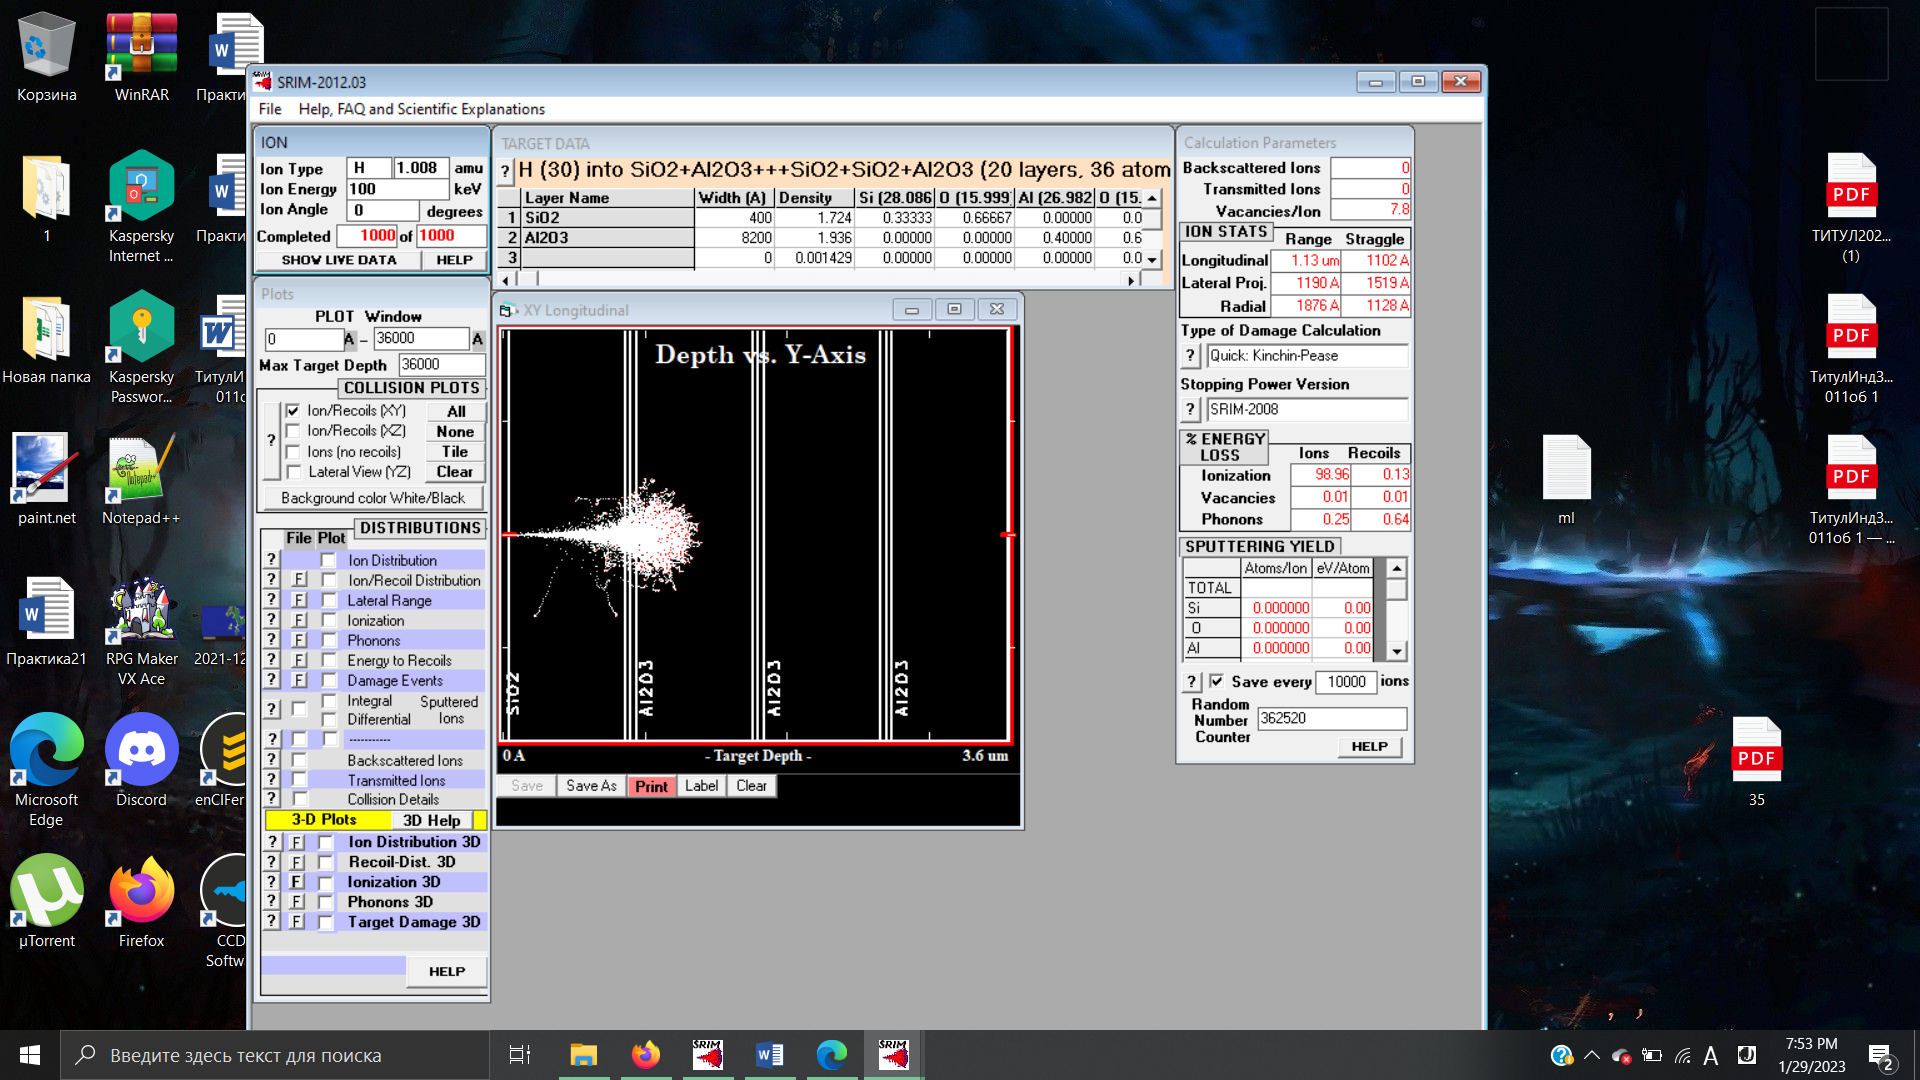 Корзина
WinRAR
Практи
1
Kaspersky
Internet ...
Практи
Новая папка
Kaspersky
Passwor...
ТитулИ
011с
paint.net
Notepad++
Практика21
RPG Maker
VX Ace
2021-12
Microsoft
Edge
Discord
enCIFer
µTorrent
Firefox
CCD
Softw
SRIM-2012.03
File Help, FAQ and Scientific Explanations
ION
Ion Type H 1.008 amu
Ion Energy 100 keV
Ion Angle 0 degrees
Completed 1000 of 1000
SHOW LIVE DATA HELP
TARGET DATA
? H (30) into SiO2+Al2O3+++SiO2+SiO2+Al2O3 (20 layers, 36 atom
Layer Name Width (A) Density Si (28.086 O (15.999, Al (26.982 O (15.
1 SiO2 400 1.724 0.33333 0.66667 0.00000 0.0
2 Al2O3 8200 1.936 0.00000 0.00000 0.40000 0.6
3 0 0.001429 0.00000 0.00000 0.00000 0.0
Plots
PLOT Window
0 A - 36000 A
Max Target Depth 36000
COLLISION PLOTS
Ion/Recoils (XY) All
Ion/Recoils (XZ) None
? Ions (no recoils) Tile
Lateral View (YZ) Clear
Background color White/Black
DISTRIBUTIONS
File Plot
? Ion Distribution
? F Ion/Recoil Distribution
? F Lateral Range
? F Ionization
? F Phonons
? F Energy to Recoils
? F Damage Events
? Integral Sputtered
Differential Ions
? -----------
? Backscattered Ions
? Transmitted Ions
? Collision Details
3-D Plots 3D Help
? F Ion Distribution 3D
? F Recoil-Dist. 3D
? F Ionization 3D
? F Phonons 3D
? F Target Damage 3D
HELP
XY Longitudinal
Depth vs. Y-Axis
SiO2 Al2O3 Al2O3 Al2O3
0 A - Target Depth - 3.6 um
Save Save As Print Label Clear
Calculation Parameters
Backscattered Ions 0
Transmitted Ions 0
Vacancies/Ion 7.8
ION STATS Range Straggle
Longitudinal 1.13 um 1102 A
Lateral Proj. 1190 A 1519 A
Radial 1876 A 1128 A
Type of Damage Calculation
? Quick: Kinchin-Pease
Stopping Power Version
? SRIM-2008
% ENERGY LOSS Ions Recoils
Ionization 98.96 0.13
Vacancies 0.01 0.01
Phonons 0.25 0.64
SPUTTERING YIELD
Atoms/Ion eV/Atom
TOTAL
Si 0.000000 0.00
O 0.000000 0.00
Al 0.000000 0.00
? Save every 10000 ions
Random
Number 362520
Counter
HELP
PDF
ТИТУЛ202...
(1)
PDF
ТитулИнд3...
011об 1
ml
PDF
ТитулИнд3...
011об 1 — ...
PDF
35
Введите здесь текст для поиска
SRIM
SRIM
A
7:53 PM
1/29/2023
2